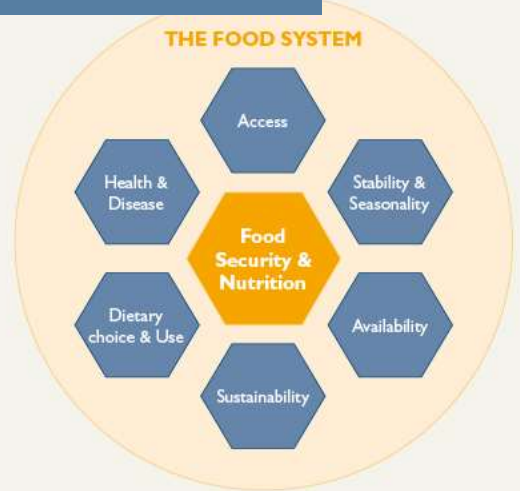 THE FOOD SYSTEM
Access
Stability &
Seasonality
Availability
Sustainability
Dietary
choice & Use
Health &
Disease
Food
Security &
Nutrition